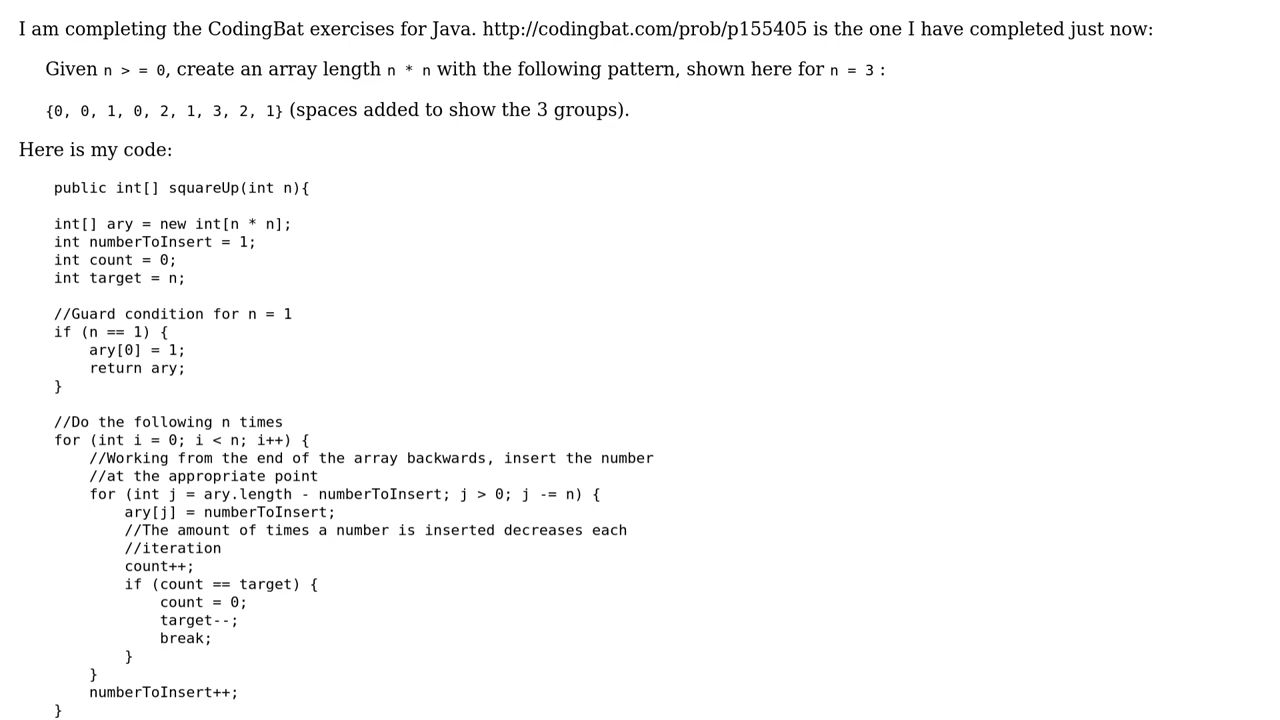 I am completing the CodingBat exercises for Java. http://codingbat.com/prob/p155405 is the one I have completed just now:
Given n > = 0, create an array length n * n with the following pattern, shown here for n = 3 :
{0, 0, 1, 0, 2, 1, 3, 2, 1} (spaces added to show the 3 groups).
Here is my code:
public int[] squareUp(int n){
int[] ary = new int[n * n];
int numberToInsert = 1;
int count = 0;
int target = n;
//Guard condition for n = 1
if (n == 1) {
ary[0] = 1;
return ary;
}
//Do the following n times
for (int i = 0; i < n; i++) {
//Working from the end of the array backwards, insert the number
//at the appropriate point
for (int j = ary.length - numberToInsert; j > 0; j -= n) {
ary[j] = numberToInsert;
//The amount of times a number is inserted decreases each
//iteration
count++;
if (count == target) {
count = 0;
target--;
break;
}
}
numberToInsert++;
}